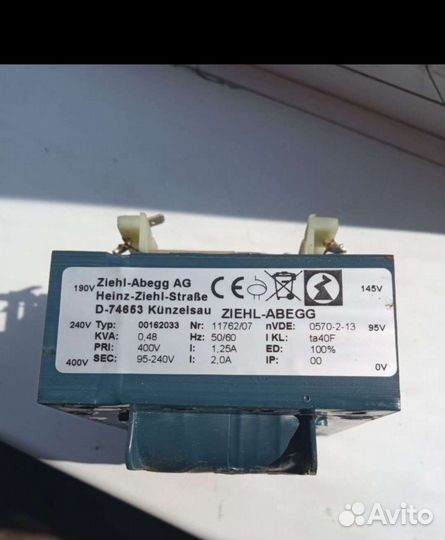 190V Ziehl-Abegg AG 145V
Heinz-Ziehl-Straße
D-74653 Künzelsau ZIEHL-ABEGG
240V Typ: 00162033 Nr: 11762/07 nVDE: 0570-2-13 95V
KVA: 0,48 Hz: 50/60 I KL: ta40F
PRI: 400V I: 1,25A ED: 100%
400V SEC: 95-240V I: 2,0A IP: 00 0V
Avito